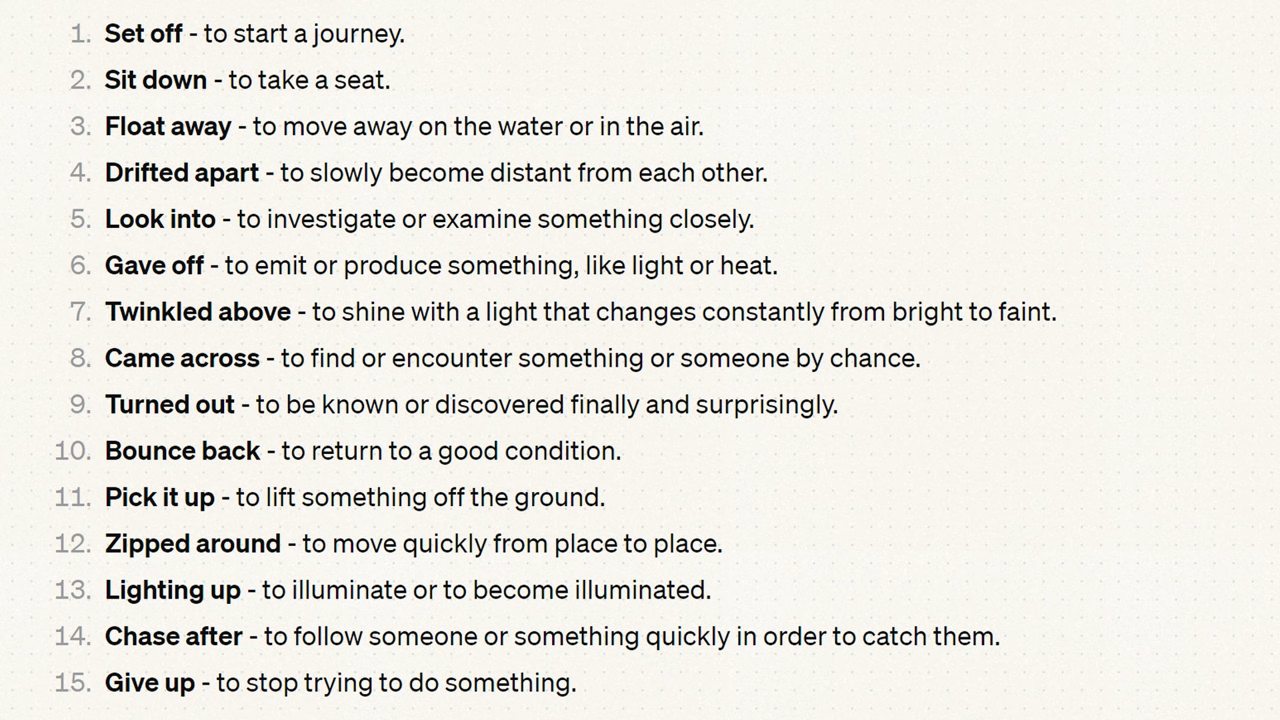 1. Set off - to start a journey.
2. Sit down - to take a seat.
3. Float away - to move away on the water or in the air.
4. Drifted apart - to slowly become distant from each other.
5. Look into - to investigate or examine something closely.
6. Gave off - to emit or produce something, like light or heat.
7. Twinkled above - to shine with a light that changes constantly from bright to faint.
8. Came across - to find or encounter something or someone by chance.
9. Turned out - to be known or discovered finally and surprisingly.
10. Bounce back - to return to a good condition.
11. Pick it up - to lift something off the ground.
12. Zipped around - to move quickly from place to place.
13. Lighting up - to illuminate or to become illuminated.
14. Chase after - to follow someone or something quickly in order to catch them.
15. Give up - to stop trying to do something.